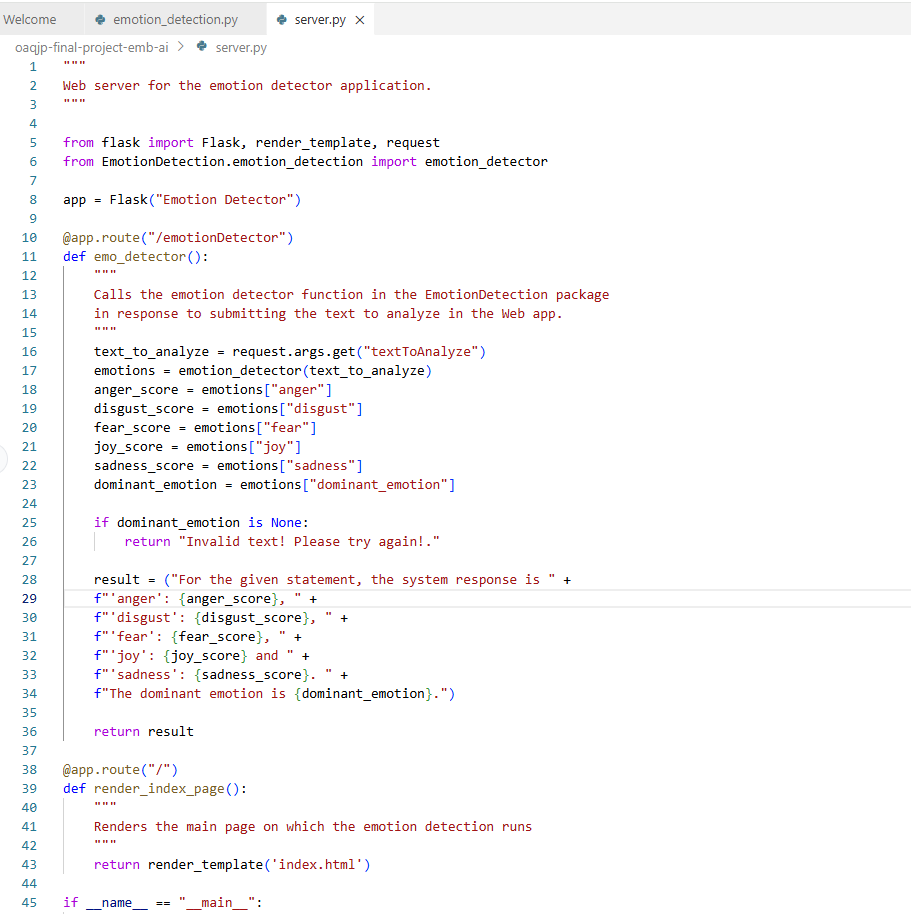 Welcome emotion_detection.py server.py ×
oaqjp-final-project-emb-ai > server.py
1 """
2 Web server for the emotion detector application.
3 """
4
5 from flask import Flask, render_template, request
6 from EmotionDetection.emotion_detection import emotion_detector
7
8 app = Flask("Emotion Detector")
9
10 @app.route("/emotionDetector")
11 def emo_detector():
12     """
13     Calls the emotion detector function in the EmotionDetection package
14     in response to submitting the text to analyze in the Web app.
15     """
16     text_to_analyze = request.args.get("textToAnalyze")
17     emotions = emotion_detector(text_to_analyze)
18     anger_score = emotions["anger"]
19     disgust_score = emotions["disgust"]
20     fear_score = emotions["fear"]
21     joy_score = emotions["joy"]
22     sadness_score = emotions["sadness"]
23     dominant_emotion = emotions["dominant_emotion"]
24
25     if dominant_emotion is None:
26         return "Invalid text! Please try again!."
27
28     result = ("For the given statement, the system response is " +
29     f"'anger': {anger_score}, " +
30     f"'disgust': {disgust_score}, " +
31     f"'fear': {fear_score}, " +
32     f"'joy': {joy_score} and " +
33     f"'sadness': {sadness_score}. " +
34     f"The dominant emotion is {dominant_emotion}.")
35
36     return result
37
38 @app.route("/")
39 def render_index_page():
40     """
41     Renders the main page on which the emotion detection runs
42     """
43     return render_template('index.html')
44
45 if __name__ == "__main__":